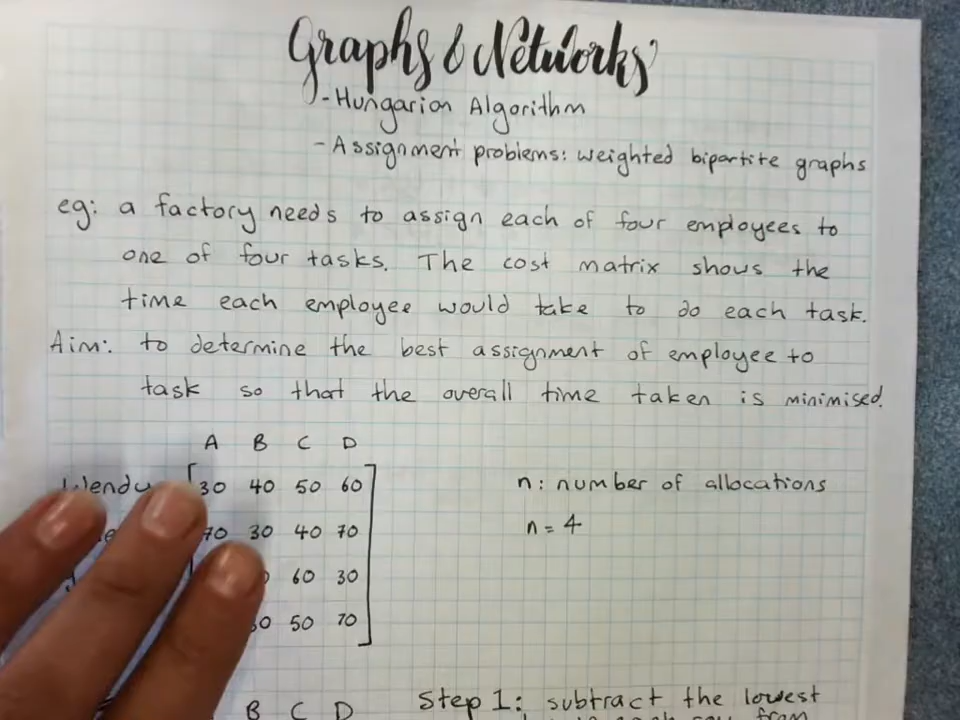 Graphs & Networks
- Hungarian Algorithm
- Assignment problems: weighted bipartite graphs
eg: a factory needs to assign each of four employees to
one of four tasks. The cost matrix shows the
time each employee would take to do each task.
Aim: to determine the best assignment of employee to
task so that the overall time taken is minimised.
A B C D
Wendy 30 40 50 60
70 30 40 70
60 30
50 70
n: number of allocations
n = 4
B C D
Step 1: subtract the lowest